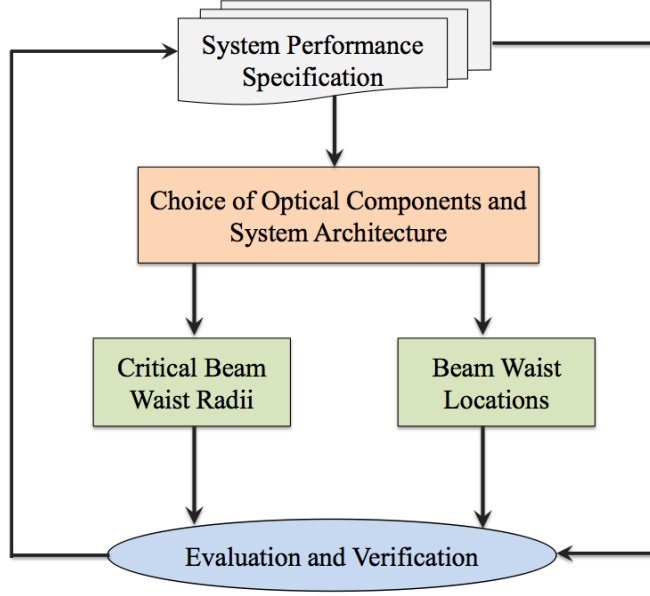 System Performance
Specification
Choice of Optical Components and
System Architecture
Critical Beam
Waist Radii
Beam Waist
Locations
Evaluation and Verification